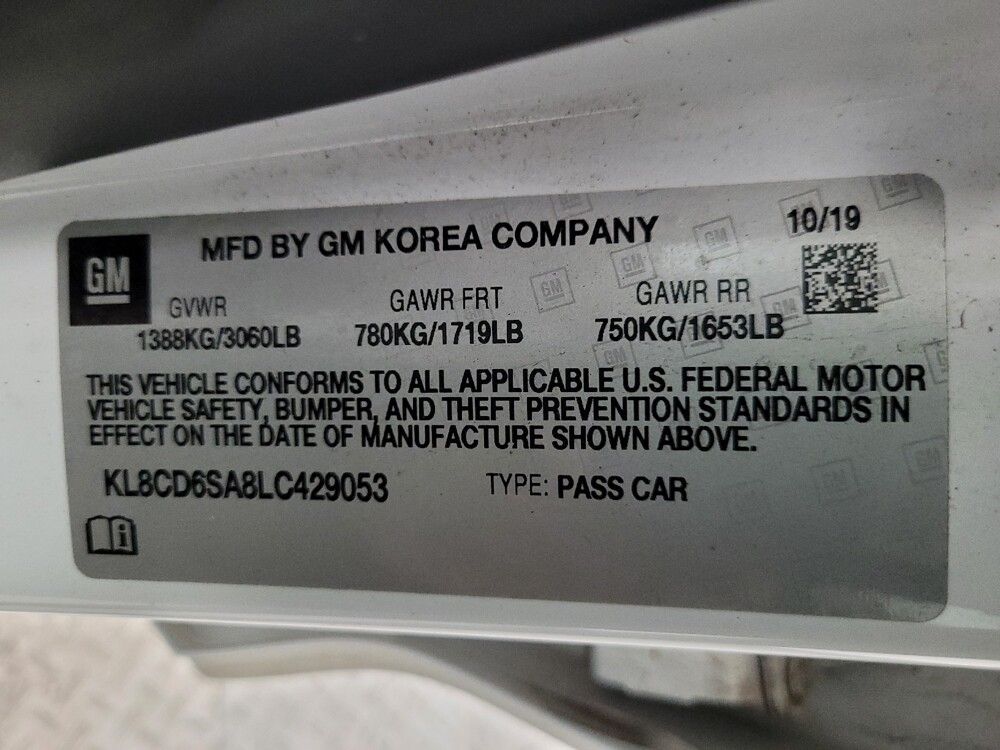 MFD BY GM KOREA COMPANY 10/19
GM
GVWR GAWR FRT GAWR RR
1388KG/3060LB 780KG/1719LB 750KG/1653LB
THIS VEHICLE CONFORMS TO ALL APPLICABLE U.S. FEDERAL MOTOR
VEHICLE SAFETY, BUMPER, AND THEFT PREVENTION STANDARDS IN
EFFECT ON THE DATE OF MANUFACTURE SHOWN ABOVE.
KL8CD6SA8LC429053 TYPE: PASS CAR